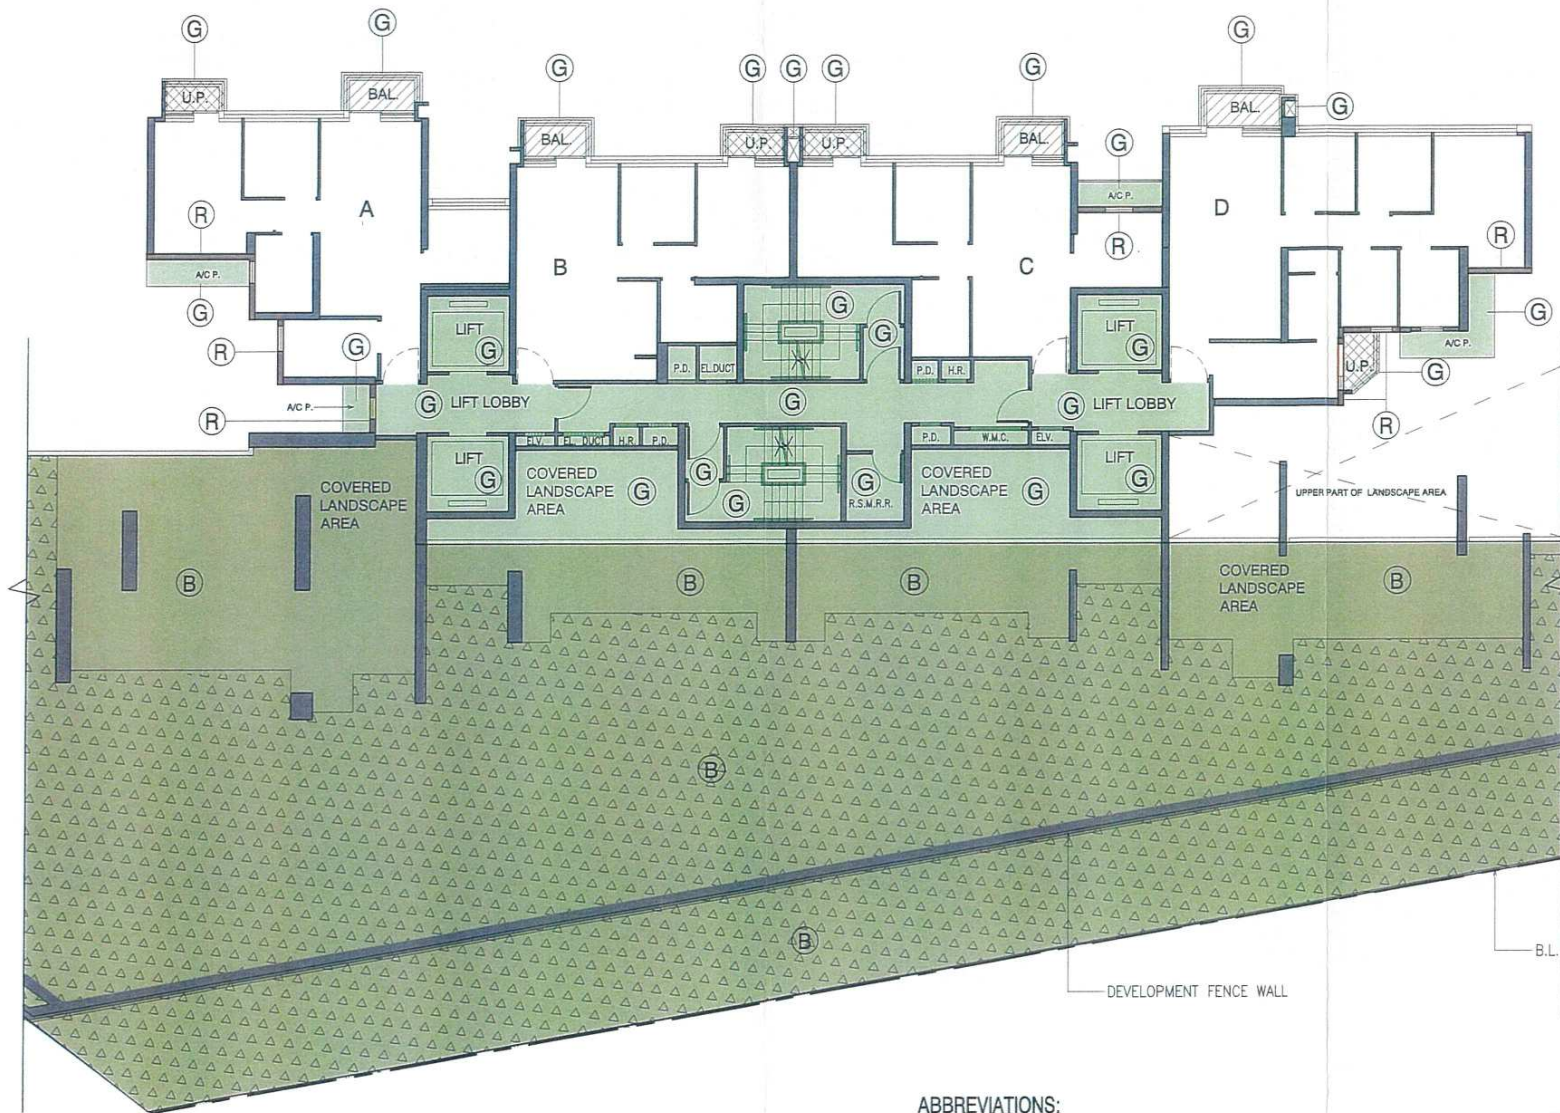 G
G
G
G
G
G
G
G
G
G
U.P.
BAL.
BAL.
U.P.
U.P.
BAL.
BAL.
A/C P.
A
B
C
D
R
R
R
A/C P.
G
G
G
G
LIFT
G
LIFT
G
A/C P.
G
R
G
P.D.
EL.DUCT
P.D.
H.R.
U.P.
G
A/C P.
R
G
LIFT LOBBY
G
G
LIFT LOBBY
R
ELV.
EL. DUCT
H.R.
P.D.
P.D.
W.M.C.
ELV.
LIFT
G
COVERED
LANDSCAPE
AREA
G
G
G
G
R.S.M.R.R.
COVERED
LANDSCAPE
AREA
G
LIFT
G
COVERED
LANDSCAPE
AREA
UPPER PART OF LANDSCAPE AREA
B
B
B
COVERED
LANDSCAPE
AREA
B
B
B
B.L.
DEVELOPMENT FENCE WALL
ABBREVIATIONS: